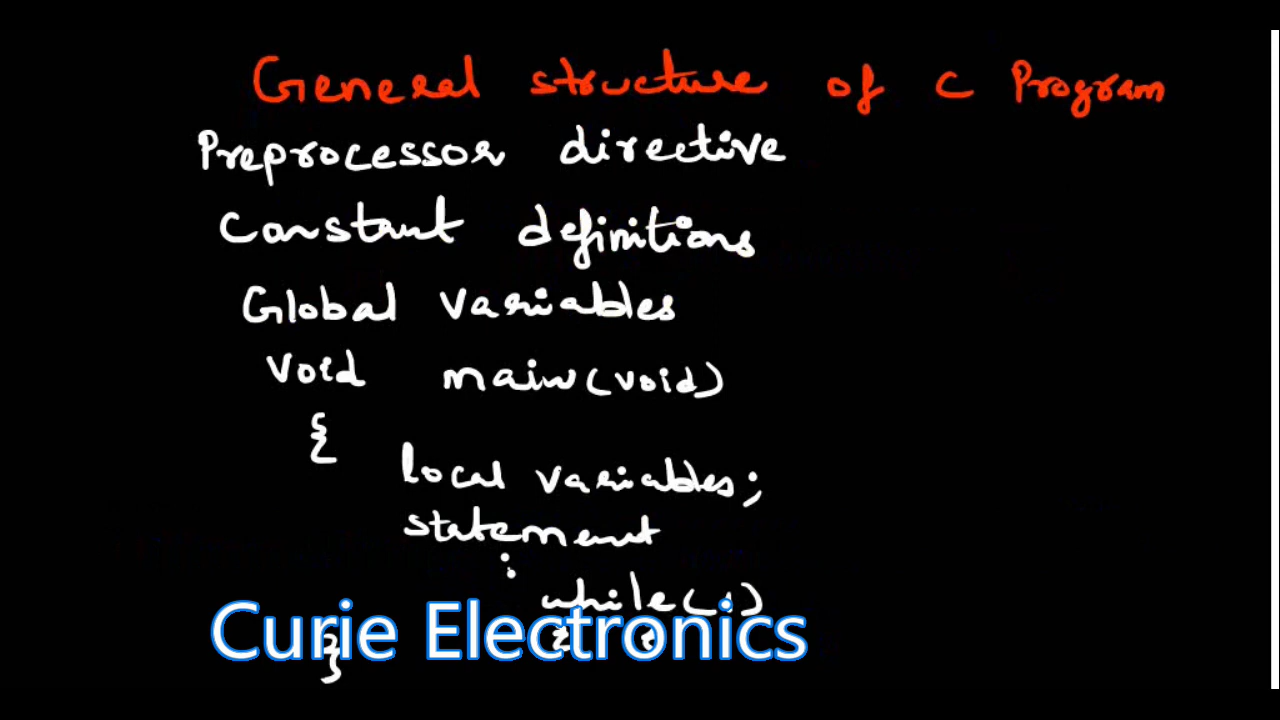 General structure of C Program
Preprocessor directive
Constant definitions
Global variables
void main(void)
{
local variables;
statement
:
while(1)
Curie Electronics
}